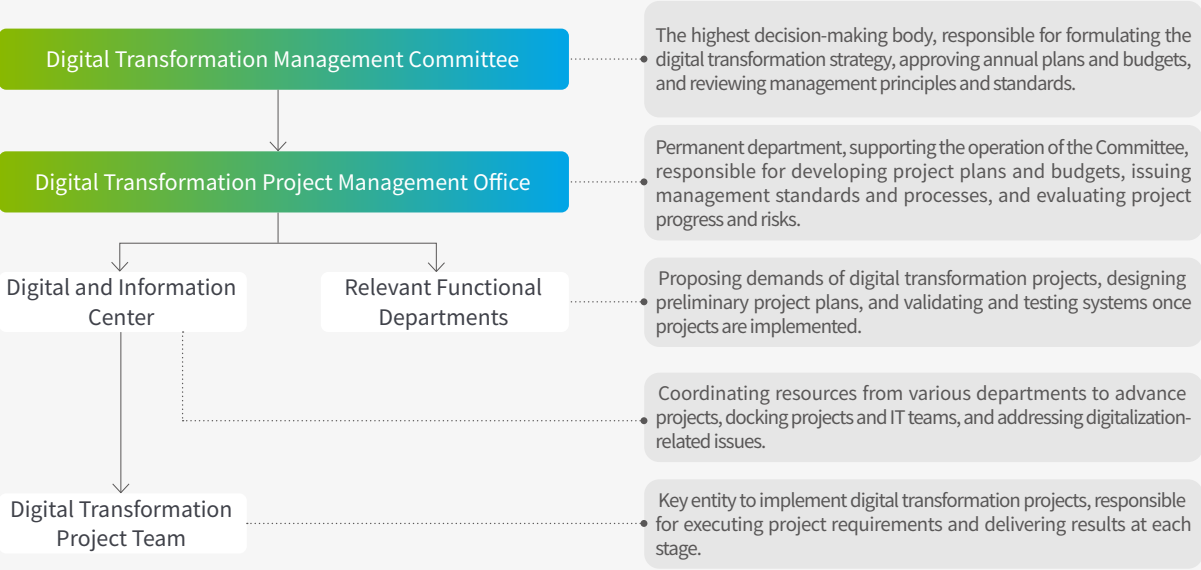 Digital Transformation Management Committee
The highest decision-making body, responsible for formulating the
digital transformation strategy, approving annual plans and budgets,
and reviewing management principles and standards.
Digital Transformation Project Management Office
Permanent department, supporting the operation of the Committee,
responsible for developing project plans and budgets, issuing
management standards and processes, and evaluating project
progress and risks.
Digital and Information
Center
Relevant Functional
Departments
Proposing demands of digital transformation projects, designing
preliminary project plans, and validating and testing systems once
projects are implemented.
Coordinating resources from various departments to advance
projects, docking projects and IT teams, and addressing digitalization-
related issues.
Digital Transformation
Project Team
Key entity to implement digital transformation projects, responsible
for executing project requirements and delivering results at each
stage.